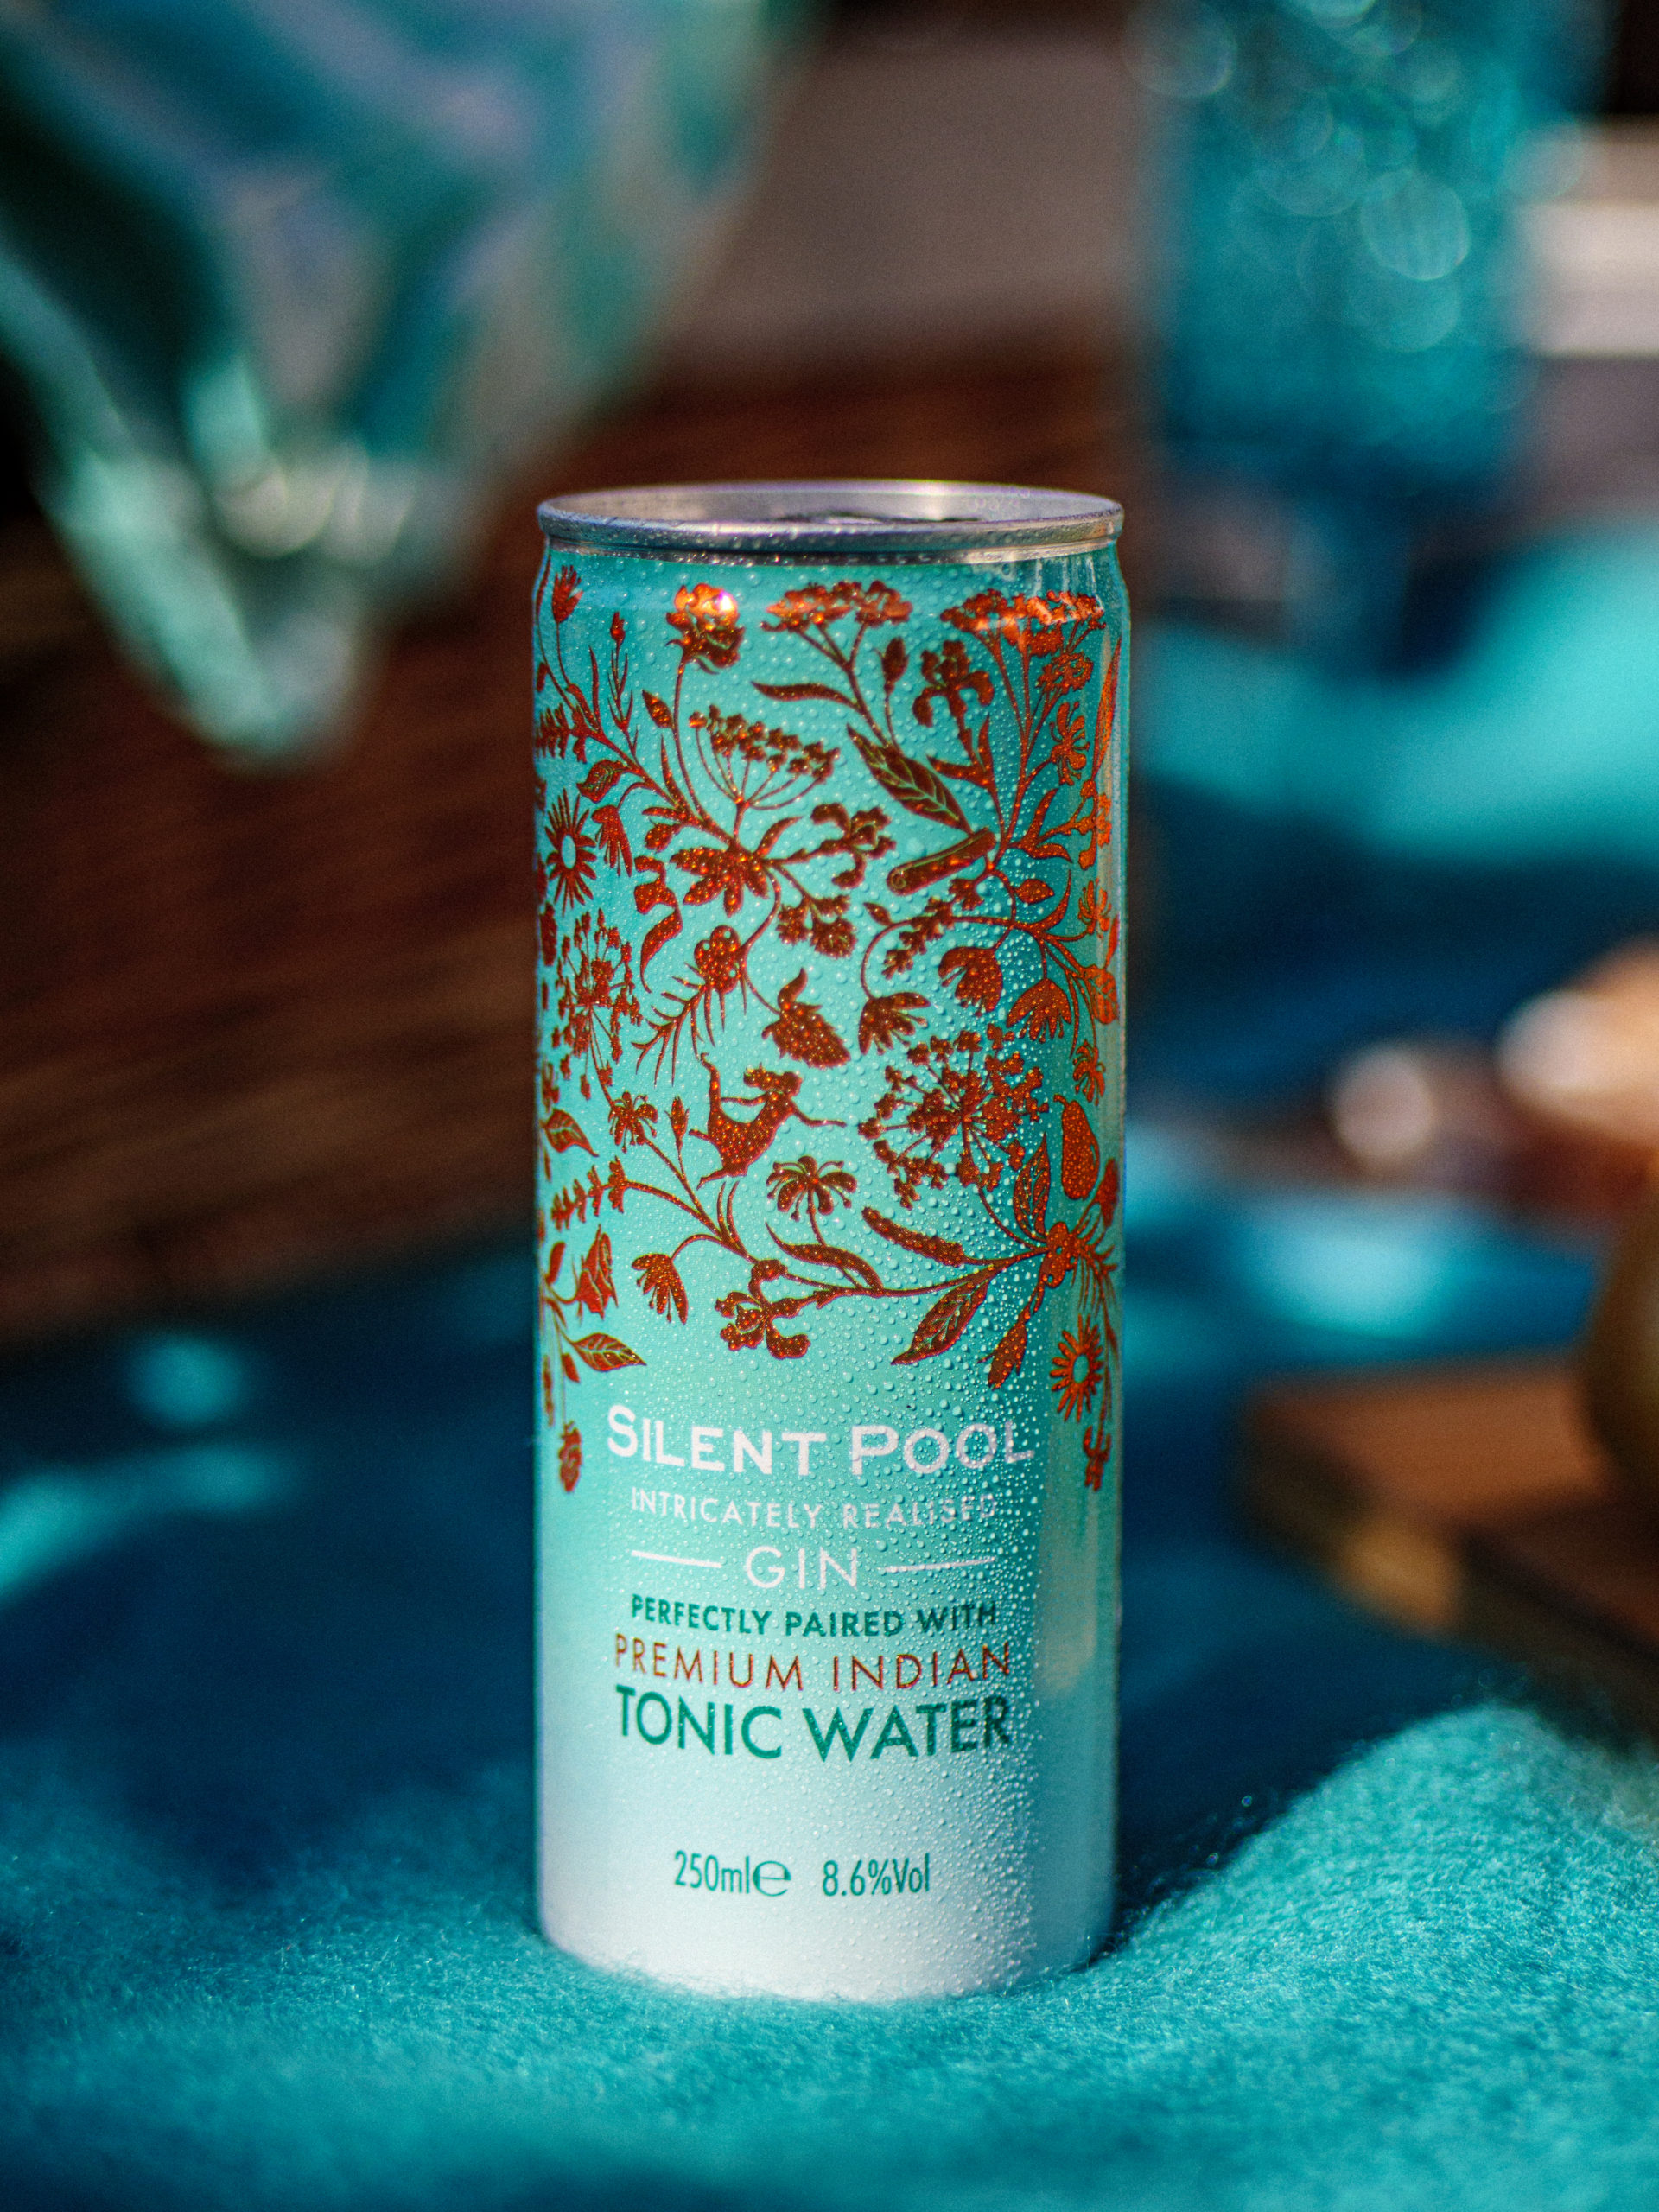 SILENT POOL
INTRICATELY REALISED
GIN
PERFECTLY PAIRED WITH
PREMIUM INDIAN
TONIC WATER
250ml℮ 8.6%Vol